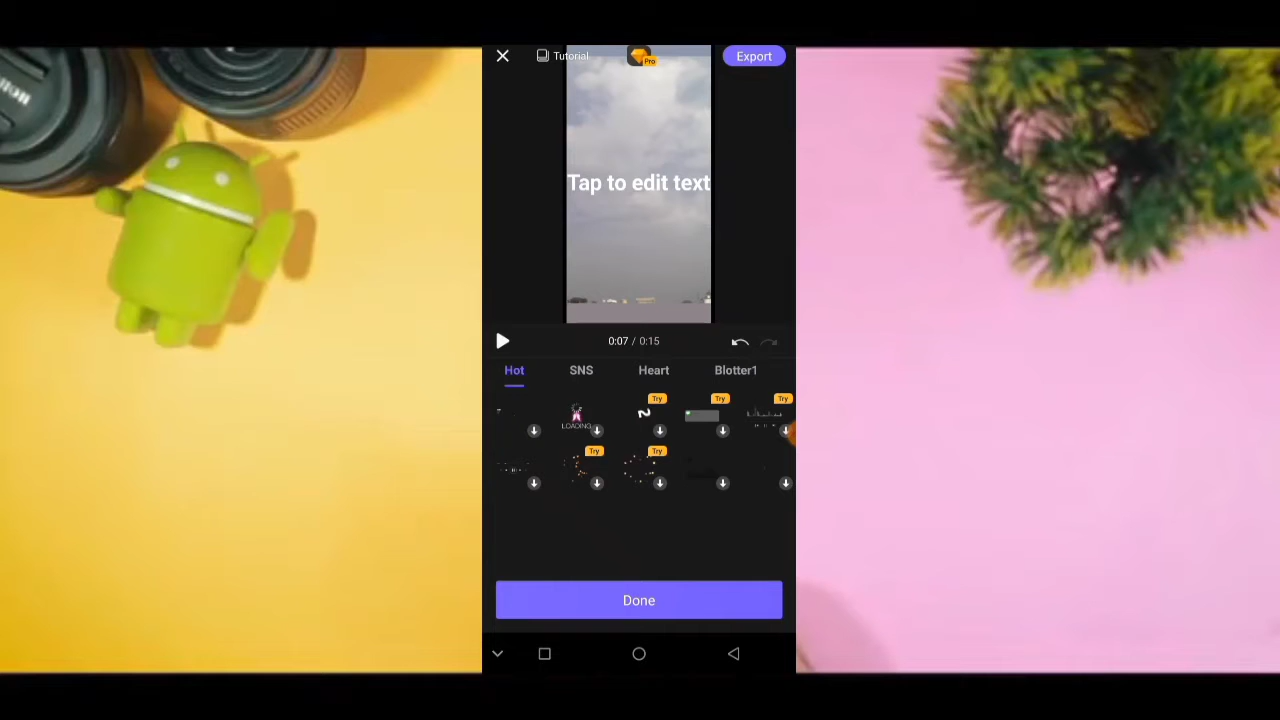 Tutorial
Pro
Export
Tap to edit text
0:07 / 0:15
Hot SNS Heart Blotter1
Try Try Try
LOADING
Try Try
Done